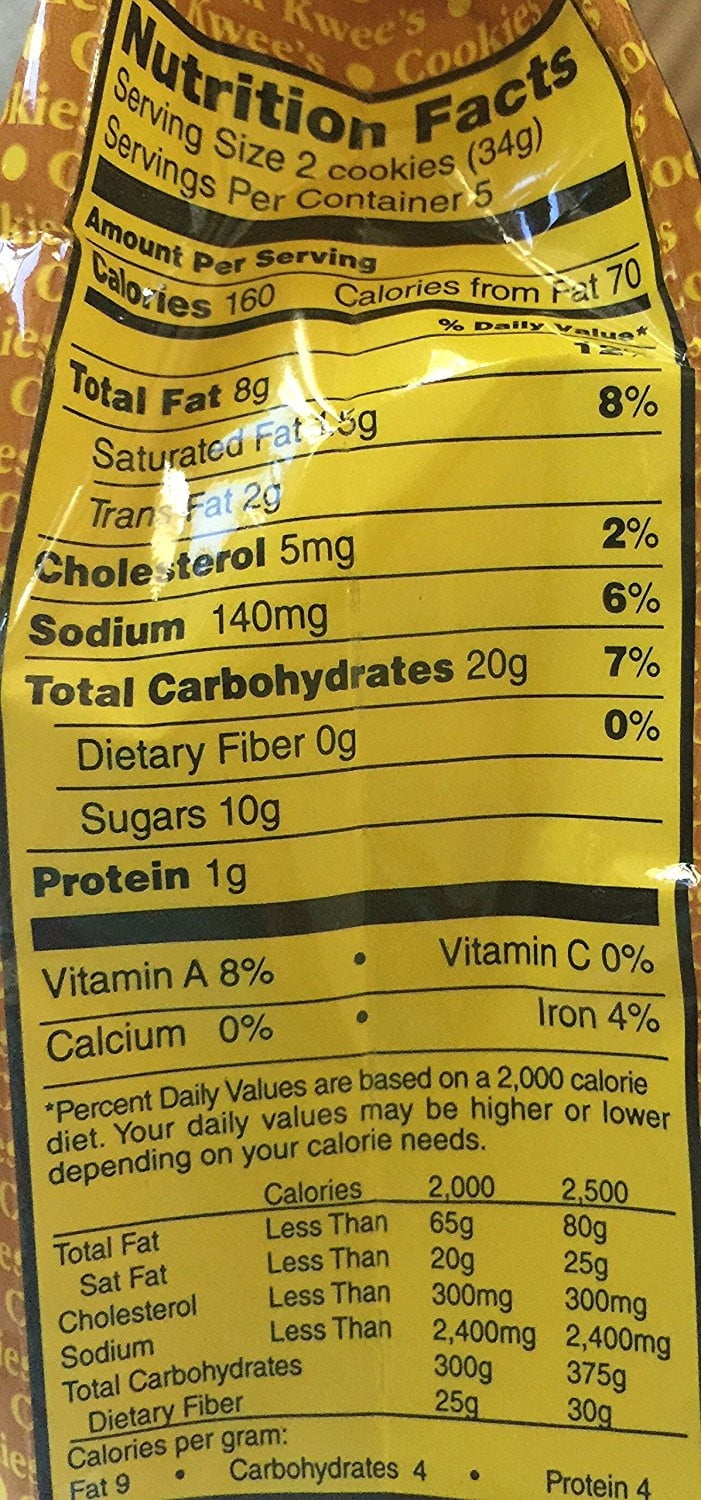 Kwee's
Kwee's • Cookies
Nutrition Facts
Serving Size 2 cookies (34g)
Servings Per Container 5
Amount Per Serving
Calories 160 Calories from Fat 70
% Daily Value*
Total Fat 8g 12%
Saturated Fat 1.5g 8%
Trans Fat 2g
Cholesterol 5mg 2%
Sodium 140mg 6%
Total Carbohydrates 20g 7%
Dietary Fiber 0g 0%
Sugars 10g
Protein 1g
Vitamin A 8% • Vitamin C 0%
Calcium 0% • Iron 4%
*Percent Daily Values are based on a 2,000 calorie
diet. Your daily values may be higher or lower
depending on your calorie needs.
Calories 2,000 2,500
Total Fat Less Than 65g 80g
Sat Fat Less Than 20g 25g
Cholesterol Less Than 300mg 300mg
Sodium Less Than 2,400mg 2,400mg
Total Carbohydrates 300g 375g
Dietary Fiber 25g 30g
Calories per gram:
Fat 9 • Carbohydrates 4 • Protein 4